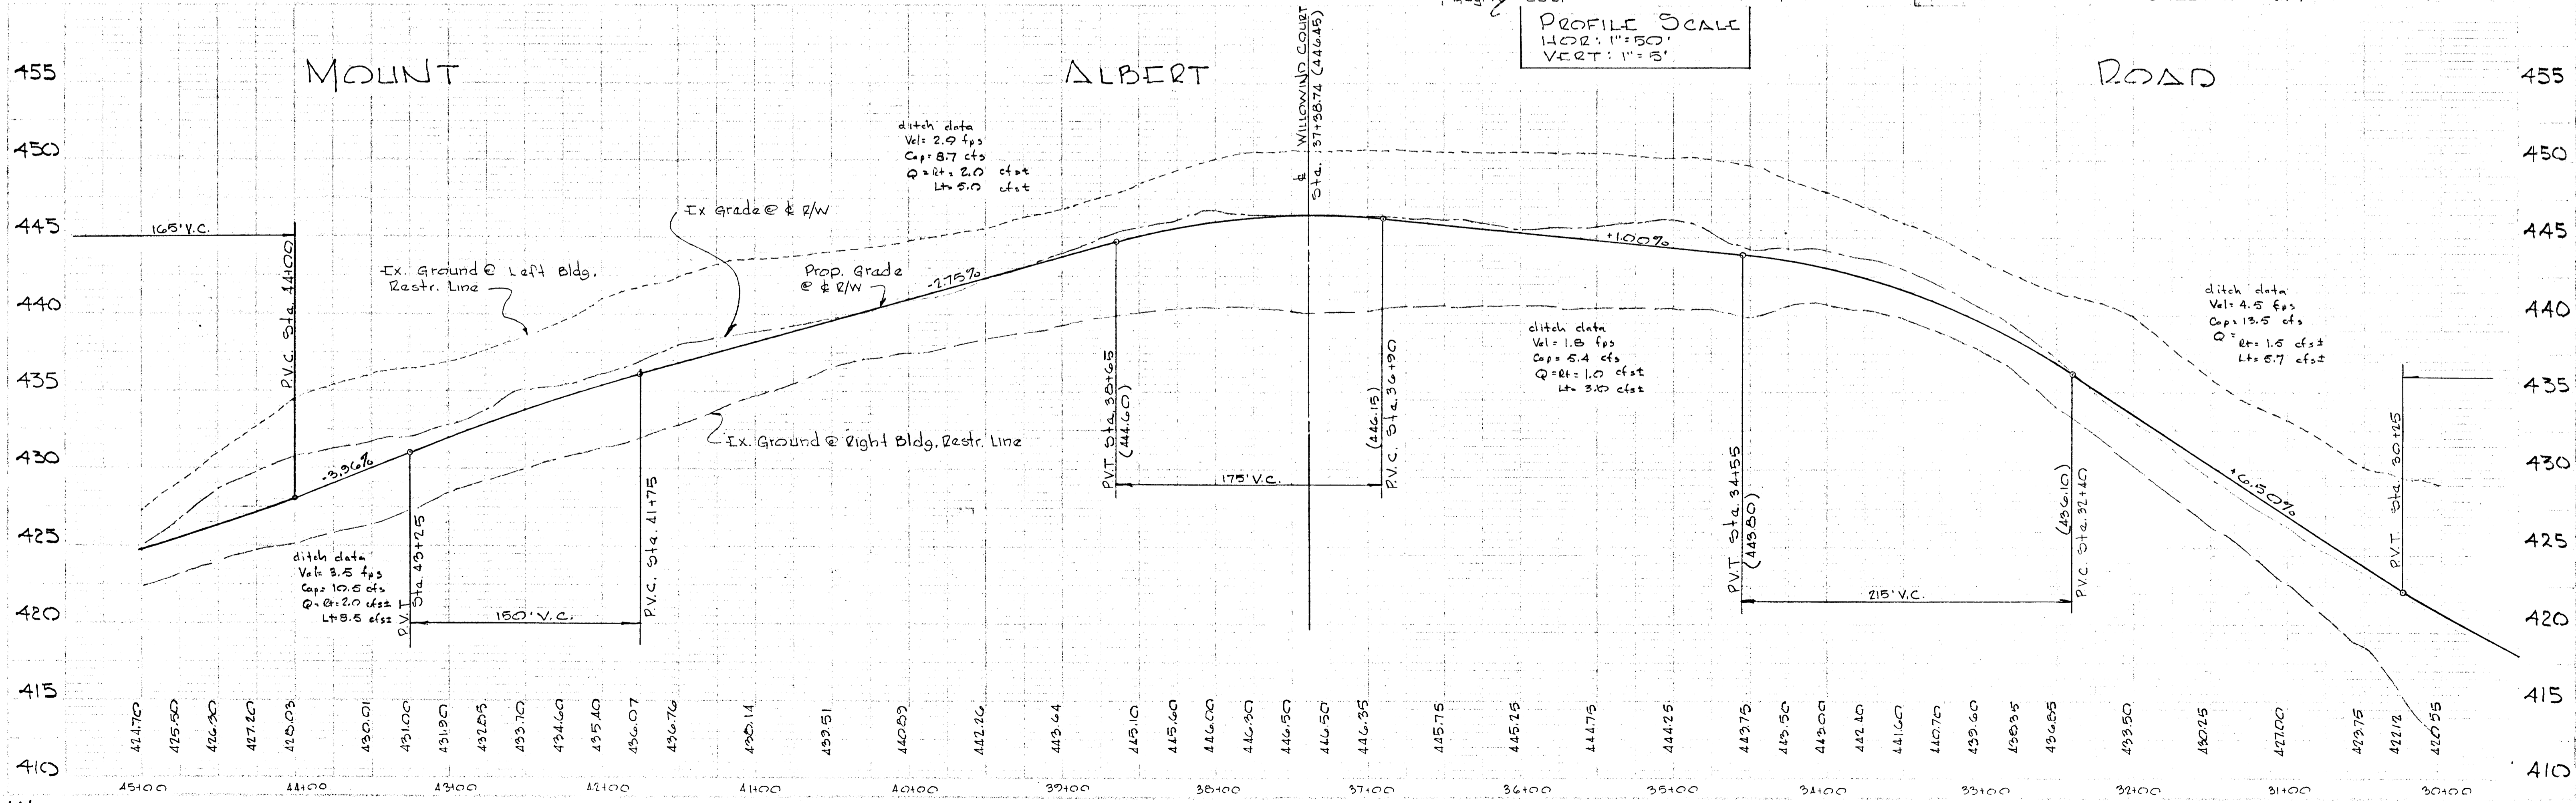 PROFILE SCALE
HOR: 1"=50'
VERT: 1"=5'
MOUNT
ALBERT
ROAD
455
450
445
440
435
430
425
420
415
410
455
450
445
440
435
430
425
420
415
410
¢ WILLOWIND COURT
Sta. 37+38.74 (446.45)
ditch data
Vel= 2.9 fps
Cap= 8.7 cfs
Q = Rt= 2.0 cfs±
Lt= 5.0 cfs±
165' V.C.
P.V.C. Sta. 44+00
Ex Grade @ ¢ R/W
Ex. Ground @ Left Bldg.
Restr. Line
Prop. Grade
@ ¢ R/W
-2.75%
+1.00%
ditch data
Vel= 4.5 fps
Cap= 13.5 cfs
Q =
Rt= 1.5 cfs±
Lt= 5.7 cfs±
ditch data
Vel= 1.8 fps
Cap= 5.4 cfs
Q = Rt= 1.0 cfs±
Lt= 3.0 cfs±
-3.96%
Ex. Ground @ Right Bldg. Restr. Line
P.V.T. Sta. 38+65
(444.60)
175' V.C.
(446.15)
P.V.C. Sta. 36+90
P.V.T Sta. 34+55
(443.80)
215' V.C.
(436.10)
P.V.C. Sta. 32+40
+6.50%
P.V.T. Sta. 30+25
ditch data
Vel= 3.5 fps
Cap= 10.5 cfs
Q = Rt= 2.0 cfs±
Lt= 8.5 cfs±
P.V.T
Sta 43+25
150' V.C.
P.V.C. Sta. 41+75
424.70 425.50 426.30 427.20 428.03 430.01 431.00 431.90 432.85 433.70 434.60 435.40 436.07 436.76 438.14 439.51 440.89 442.26 443.64 445.10 445.60 446.00 446.30 446.50 446.50 446.35 445.75 445.25 444.75 444.25 443.75 443.50 443.00 442.40 441.60 440.70 439.60 438.35 436.85 433.50 430.25 427.00 423.75 422.12 420.55
45+00 44+00 43+00 42+00 41+00 40+00 39+00 38+00 37+00 36+00 35+00 34+00 33+00 32+00 31+00 30+00